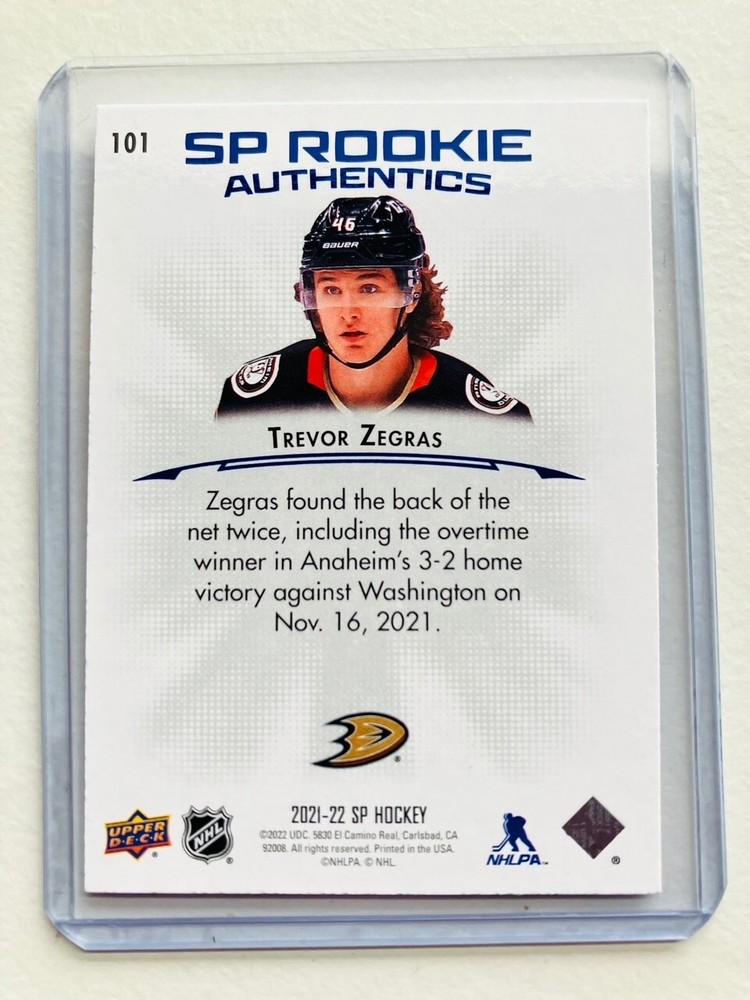 101
SP ROOKIE
AUTHENTICS
46
BAUER
TREVOR ZEGRAS
Zegras found the back of the
net twice, including the overtime
winner in Anaheim's 3-2 home
victory against Washington on
Nov. 16, 2021.
2021-22 SP HOCKEY
©2022 UDC. 5830 El Camino Real, Carlsbad, CA
92008. All rights reserved. Printed in the USA.
©NHLPA. © NHL.
UPPER
DECK
NHL
NHLPA™